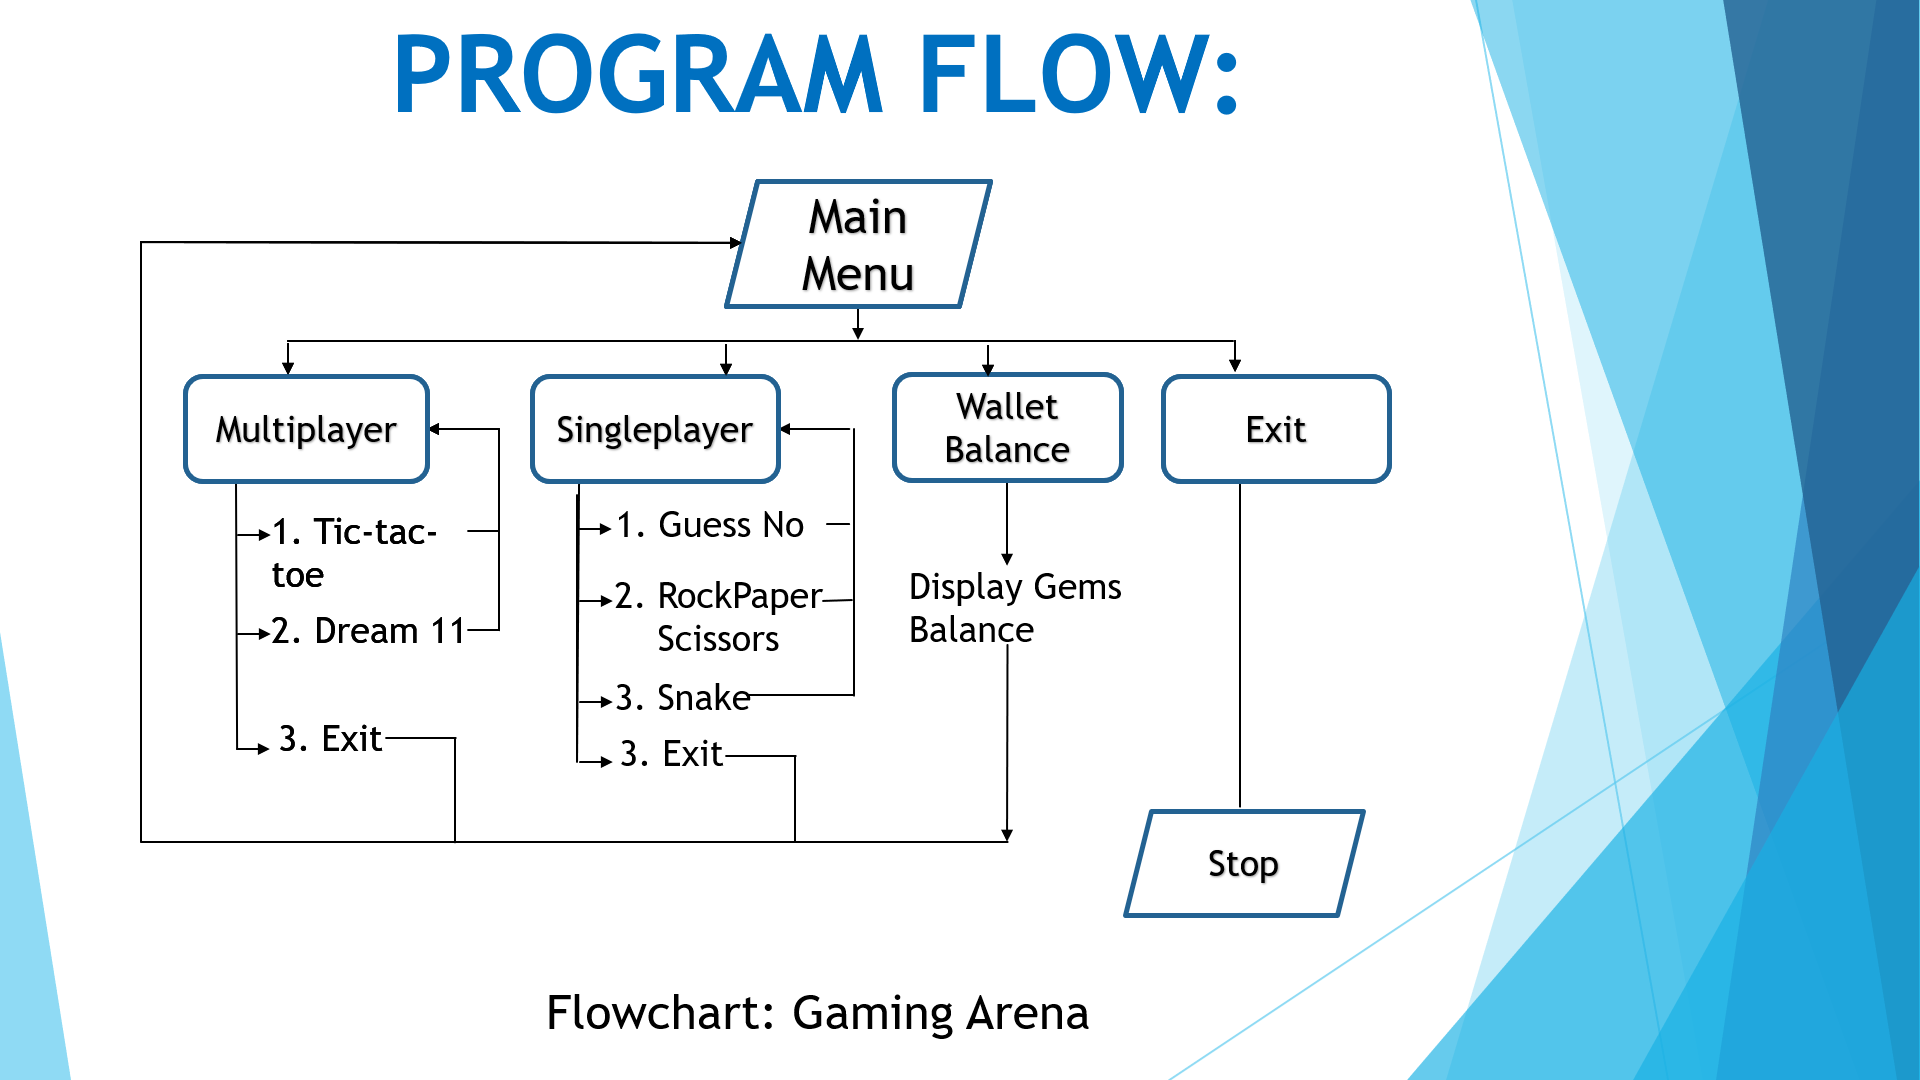 PROGRAM FLOW:
Main
Menu
Multiplayer
Singleplayer
Wallet
Balance
Exit
1. Tic-tac-
toe
2. Dream 11
3. Exit
1. Guess No
2. RockPaper
Scissors
3. Snake
3. Exit
Display Gems
Balance
Stop
Flowchart: Gaming Arena